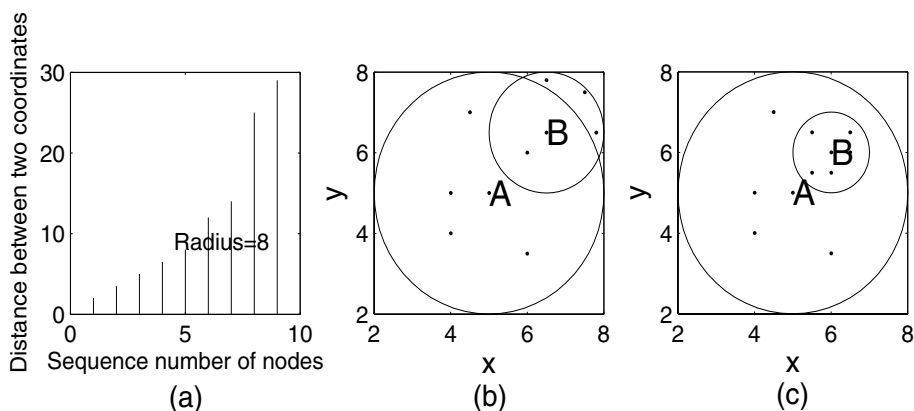 Distance between two coordinates
30
20
10
0
Radius=8
0 5 10
Sequence number of nodes
(a)
y
8
6
4
2
A
B
2 4 6 8
x
(b)
y
8
6
4
2
A
B
2 4 6 8
x
(c)